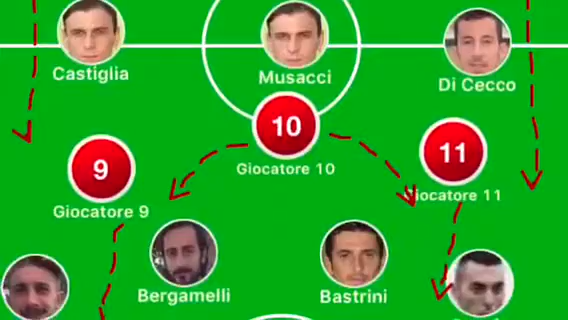 Castiglia
Musacci
Di Cecco
10
9
11
Giocatore 10
Giocatore 11
Giocatore 9
Bergamelli
Bastrini